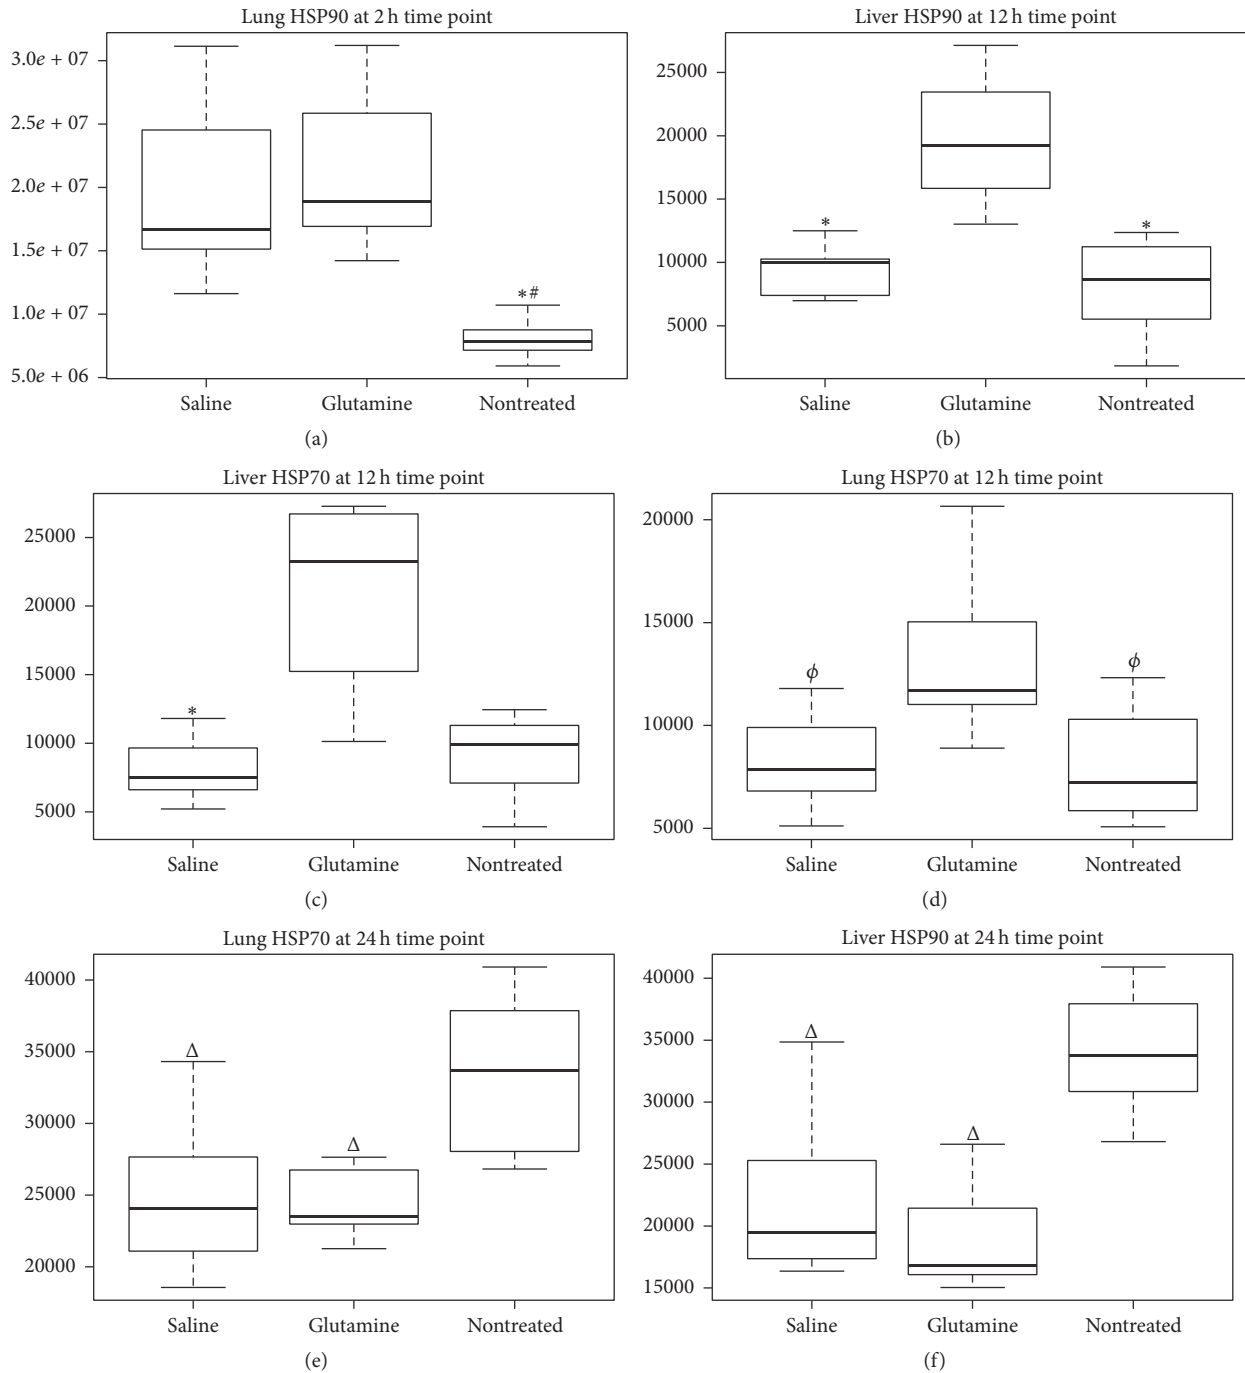 Lung HSP90 at 2 h time point
3.0e + 07
2.5e + 07
2.0e + 07
1.5e + 07
1.0e + 07
5.0e + 06
*#
Saline Glutamine Nontreated
(a)
Liver HSP90 at 12 h time point
25000
20000
15000
10000
5000
* *
Saline Glutamine Nontreated
(b)
Liver HSP70 at 12 h time point
25000
20000
15000
10000
5000
*
Saline Glutamine Nontreated
(c)
Lung HSP70 at 12 h time point
20000
15000
10000
5000
ϕ ϕ
Saline Glutamine Nontreated
(d)
Lung HSP70 at 24 h time point
40000
35000
30000
25000
20000
Δ
Δ
Saline Glutamine Nontreated
(e)
Liver HSP90 at 24 h time point
40000
35000
30000
25000
20000
15000
Δ
Δ
Saline Glutamine Nontreated
(f)